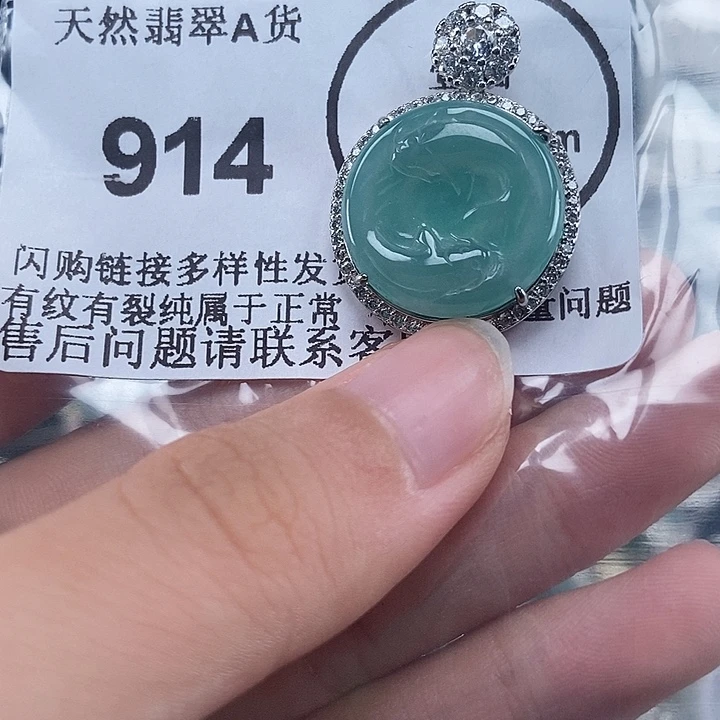 天然翡翠A货
914
m
闪购链接多样性发
有纹有裂纯属于正常 量问题
售后问题请联系客